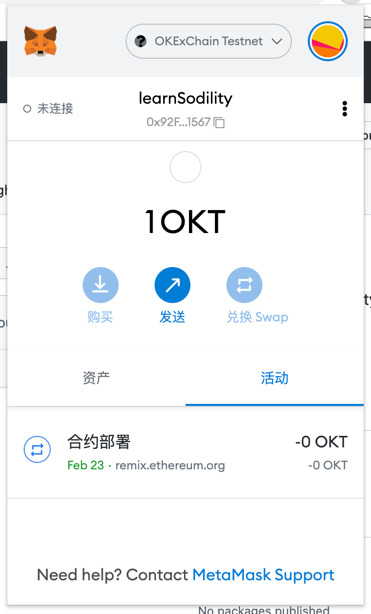 OKExChain Testnet
未连接
learnSodility
0x92F...1567
1 OKT
购买
发送
兑换 Swap
资产
活动
合约部署
-0 OKT
Feb 23 · remix.ethereum.org
-0 OKT
Need help? Contact MetaMask Support
No packages published